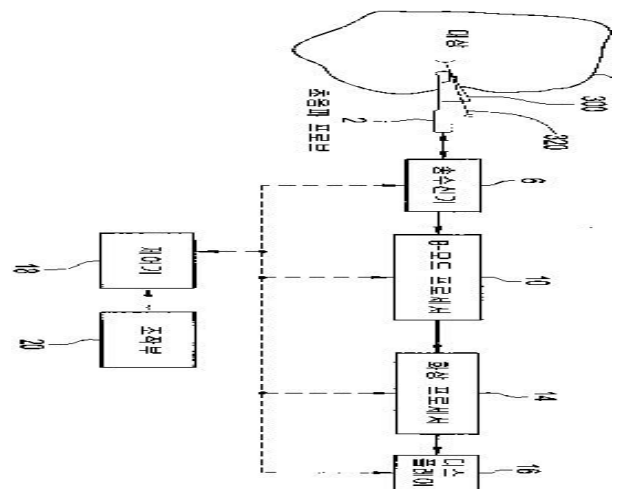 대상
300
320
초음파 프로브
2
송수신기
6
B-모드 프로세서
10
화상 프로세서
14
디스
플레이
16
제어기
18
조작부
20